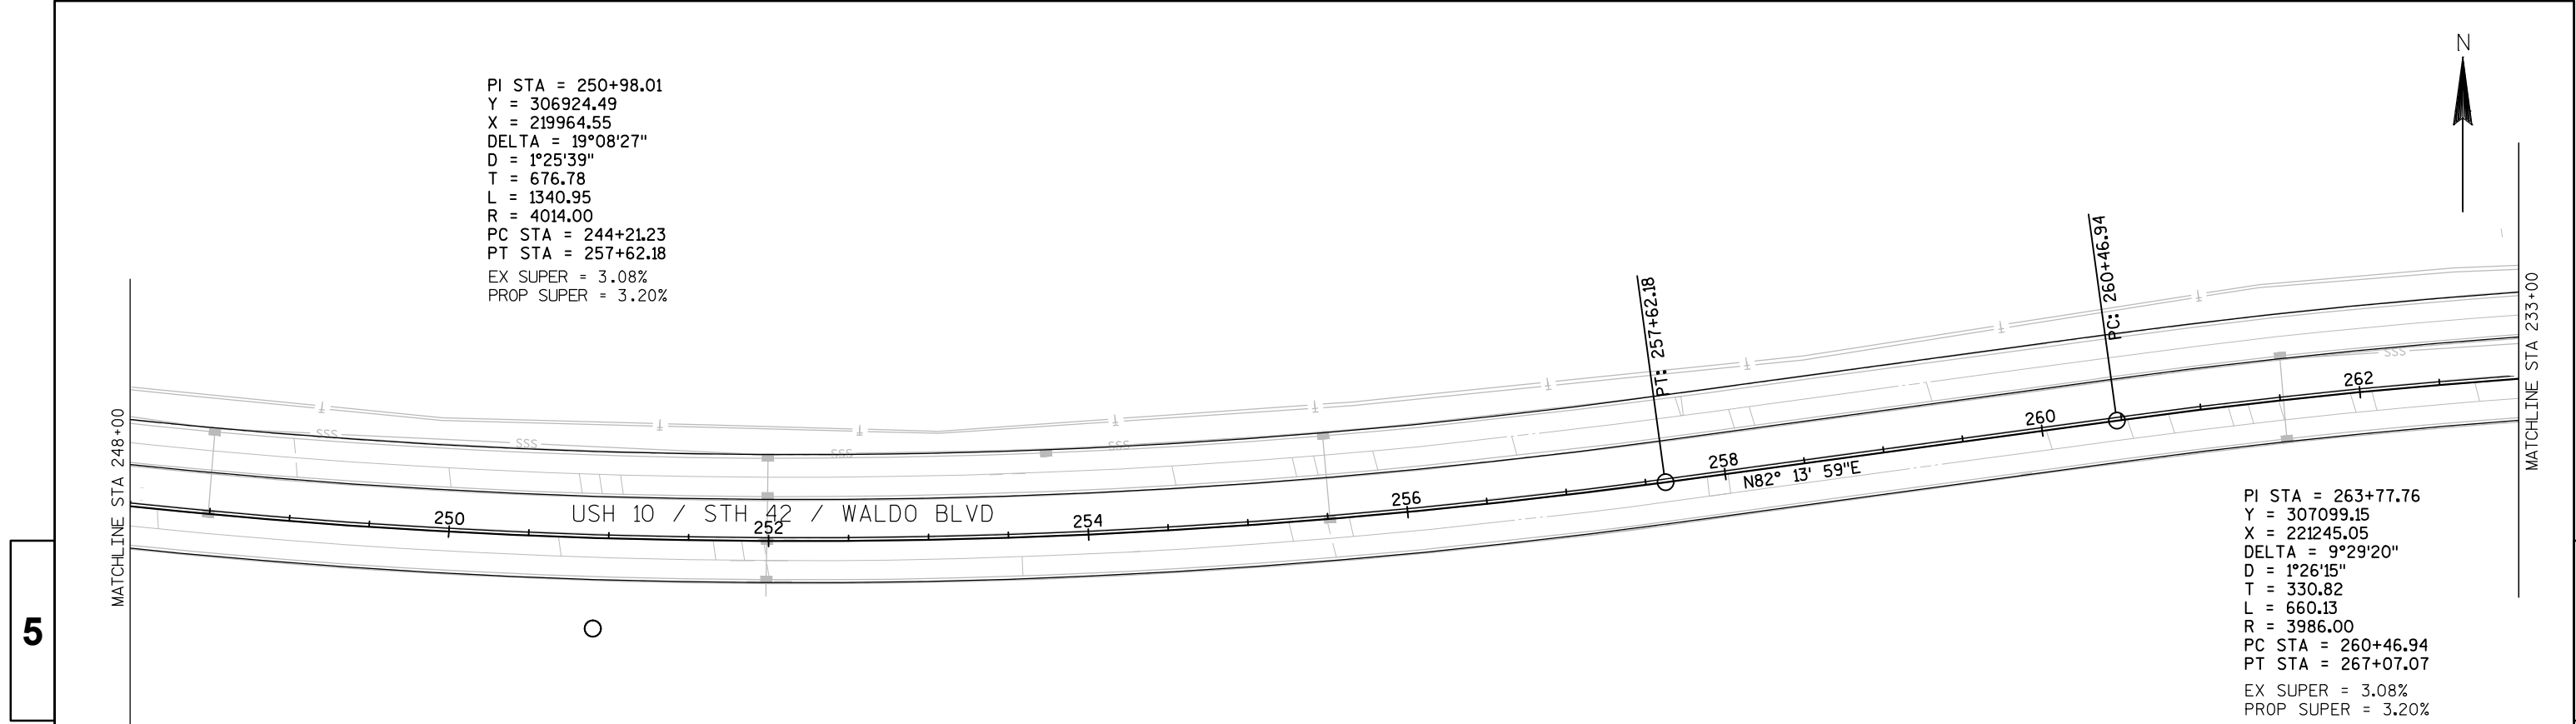 N
PI STA = 250+98.01
Y = 306924.49
X = 219964.55
DELTA = 19°08'27"
D = 1°25'39"
T = 676.78
L = 1340.95
R = 4014.00
PC STA = 244+21.23
PT STA = 257+62.18
EX SUPER = 3.08%
PROP SUPER = 3.20%
PT: 257+62.18
PC: 260+46.94
MATCHLINE STA 248+00
MATCHLINE STA 233+00
SSS
SSS
SSS
SSS
SSS
250
252
254
256
258
260
262
USH 10 / STH 42 / WALDO BLVD
N82° 13' 59"E
PI STA = 263+77.76
Y = 307099.15
X = 221245.05
DELTA = 9°29'20"
D = 1°26'15"
T = 330.82
L = 660.13
R = 3986.00
PC STA = 260+46.94
PT STA = 267+07.07
EX SUPER = 3.08%
PROP SUPER = 3.20%
5